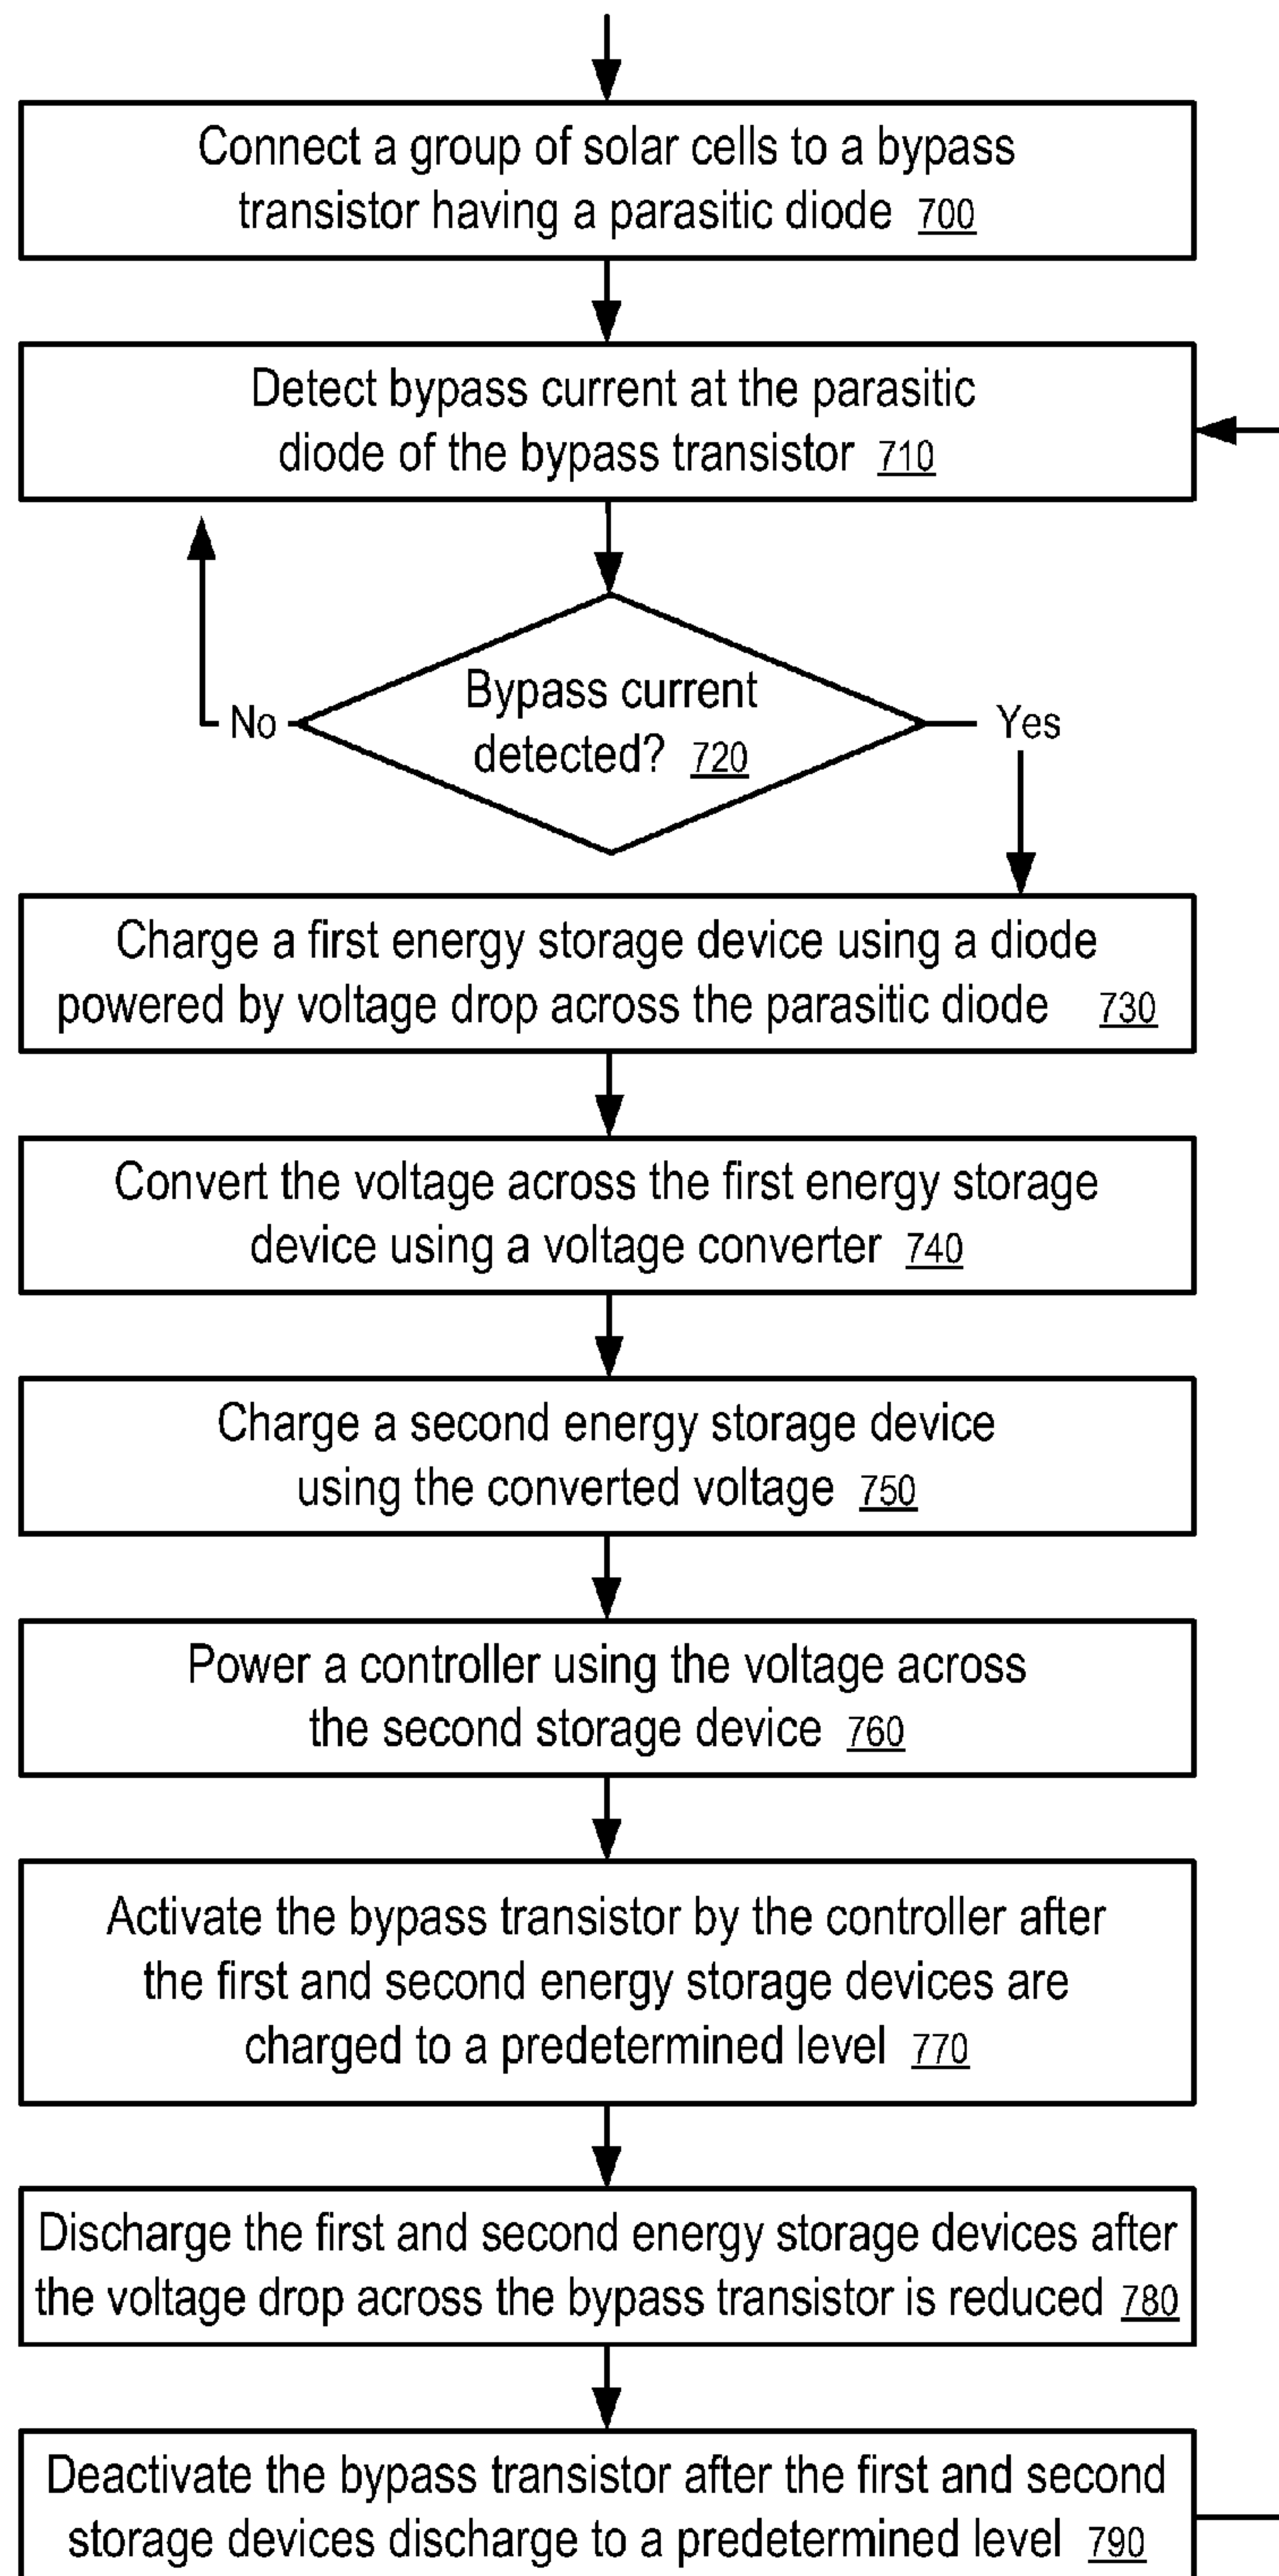 Connect a group of solar cells to a bypass
transistor having a parasitic diode 700
Detect bypass current at the parasitic
diode of the bypass transistor 710
Bypass current
detected? 720
No
Yes
Charge a first energy storage device using a diode
powered by voltage drop across the parasitic diode 730
Convert the voltage across the first energy storage
device using a voltage converter 740
Charge a second energy storage device
using the converted voltage 750
Power a controller using the voltage across
the second storage device 760
Activate the bypass transistor by the controller after
the first and second energy storage devices are
charged to a predetermined level 770
Discharge the first and second energy storage devices after
the voltage drop across the bypass transistor is reduced 780
Deactivate the bypass transistor after the first and second
storage devices discharge to a predetermined level 790